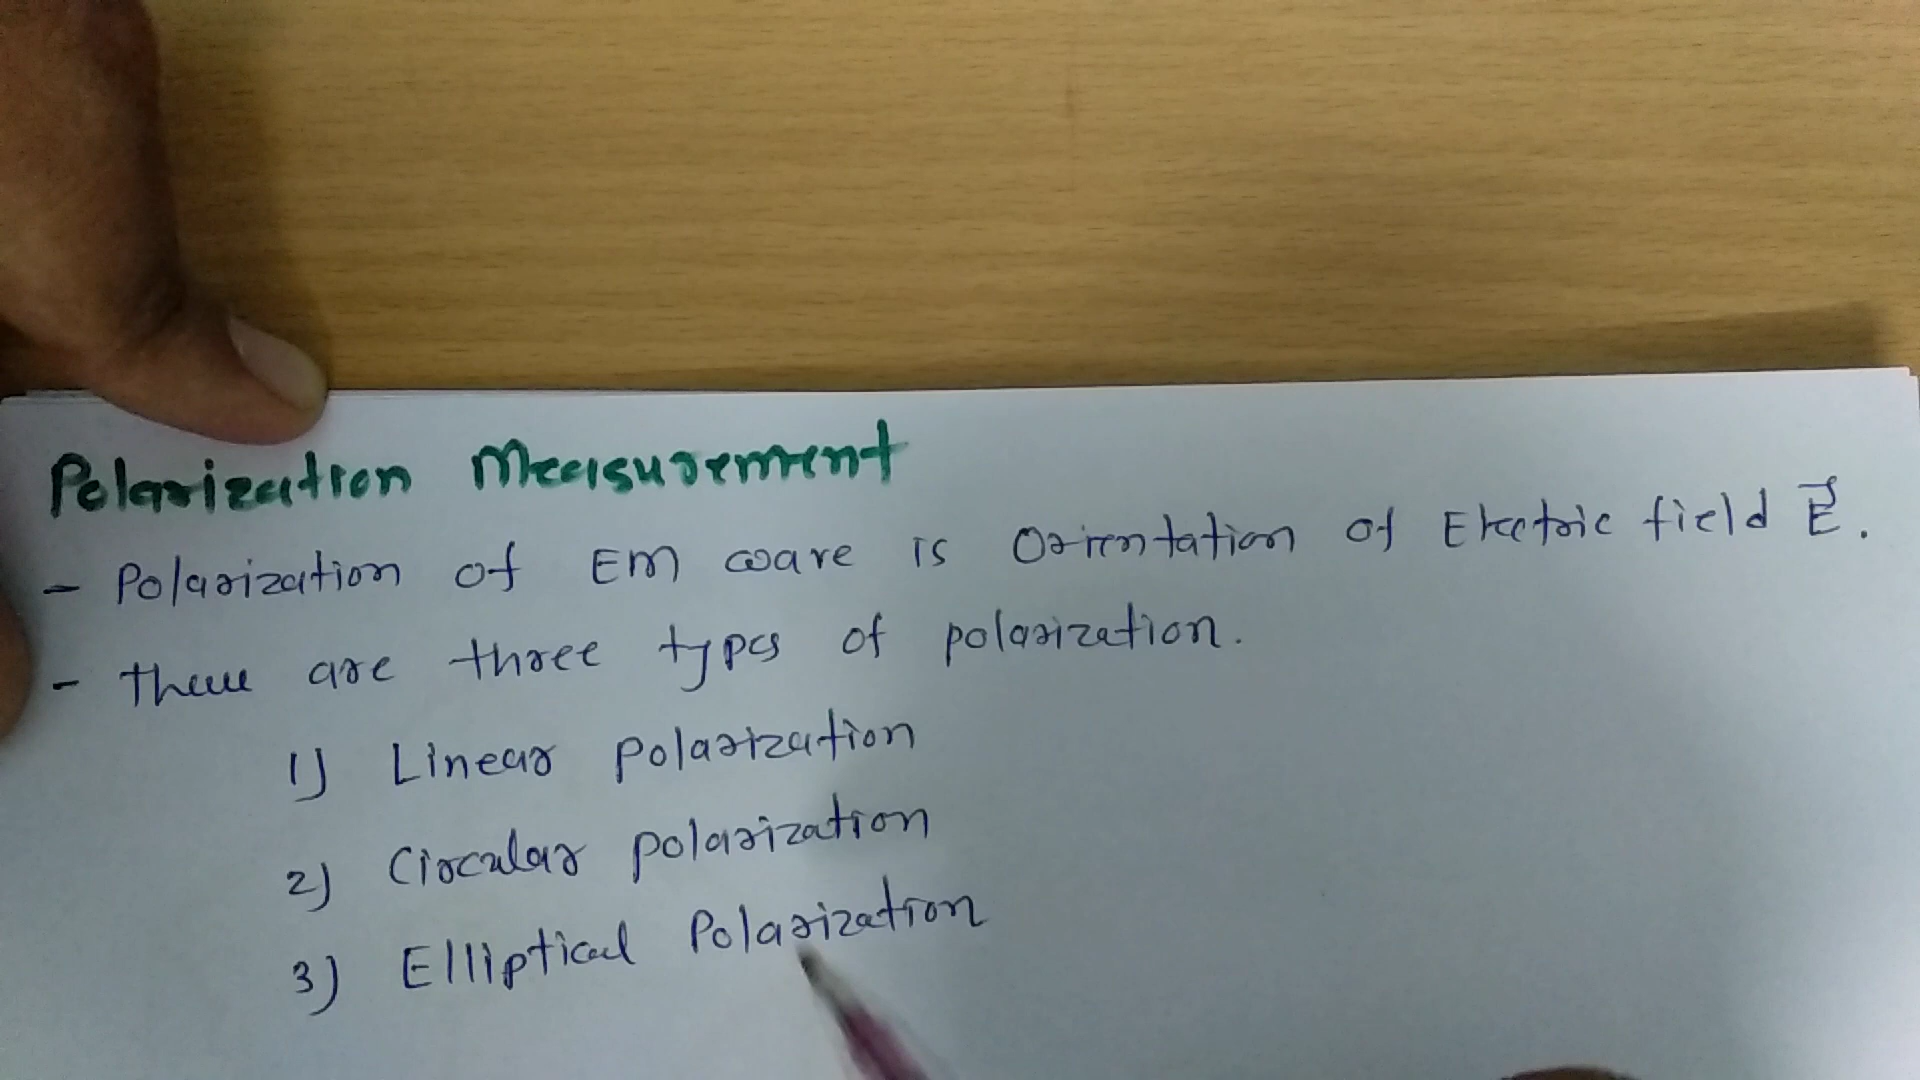 Polarization Measurement
- Polarization of EM wave is Orientation of Electric field E⃗.
- there are three types of polarization.
1) Linear polarization
2) Circular polarization
3) Elliptical Polarization